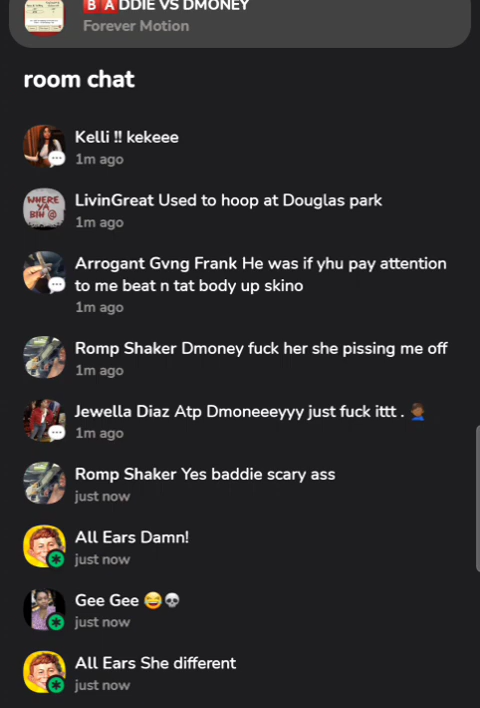 🅱️🅰️DDIE VS DMONEY
Forever Motion
room chat
Kelli !! kekeee
1m ago
WHERE
YA
BIH @
LivinGreat Used to hoop at Douglas park
1m ago
Arrogant Gvng Frank He was if yhu pay attention
to me beat n tat body up skino
1m ago
Romp Shaker Dmoney fuck her she pissing me off
1m ago
Jewella Diaz Atp Dmoneeeyyy just fuck ittt . 🤦🏾‍♂️
1m ago
Romp Shaker Yes baddie scary ass
just now
All Ears Damn!
just now
Gee Gee 😂💀
just now
All Ears She different
just now